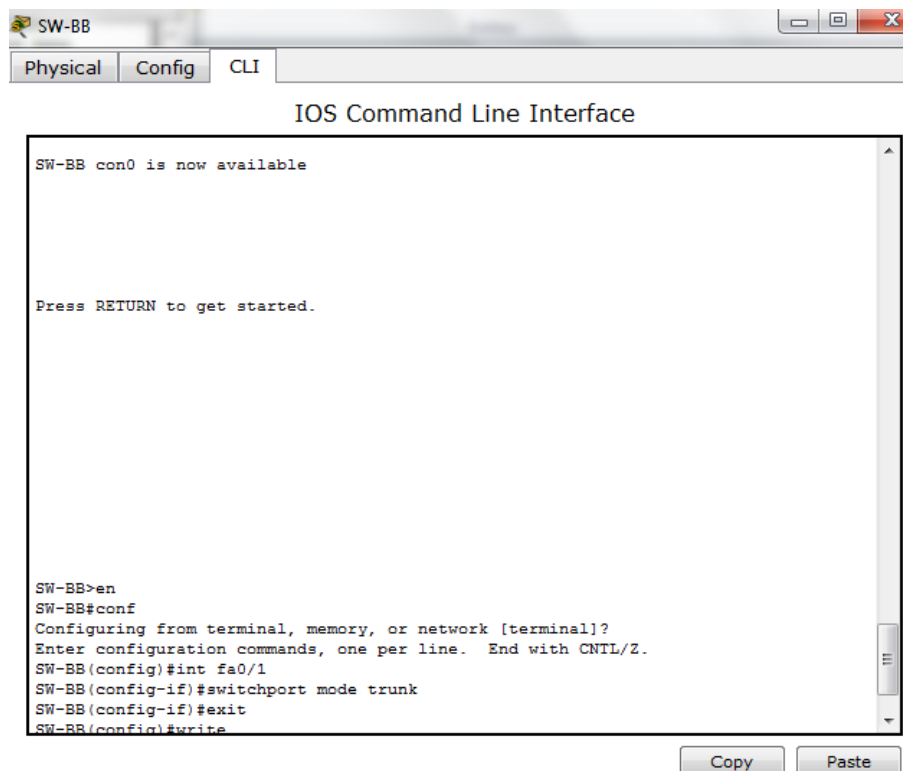 SW-BB
Physical Config CLI
IOS Command Line Interface
SW-BB con0 is now available
Press RETURN to get started.
SW-BB>en
SW-BB#conf
Configuring from terminal, memory, or network [terminal]?
Enter configuration commands, one per line.  End with CNTL/Z.
SW-BB(config)#int fa0/1
SW-BB(config-if)#switchport mode trunk
SW-BB(config-if)#exit
SW-BB(config)#write
Copy Paste